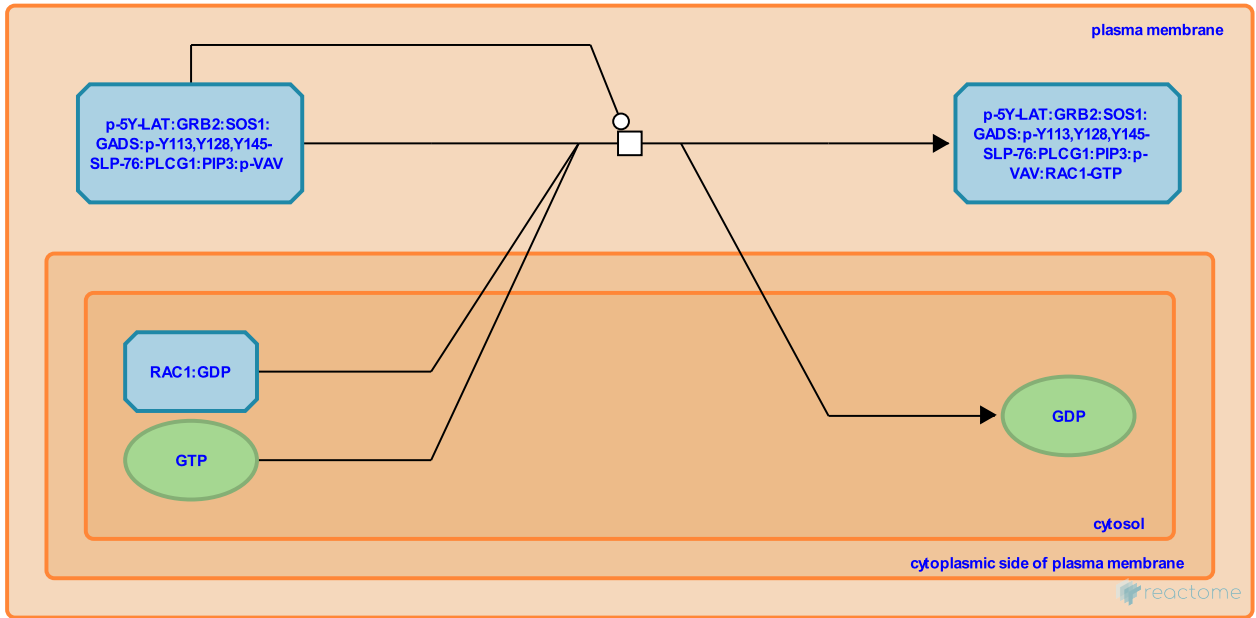 plasma membrane
p-5Y-LAT:GRB2:SOS1:
GADS:p-Y113,Y128,Y145-
SLP-76:PLCG1:PIP3:p-VAV
p-5Y-LAT:GRB2:SOS1:
GADS:p-Y113,Y128,Y145-
SLP-76:PLCG1:PIP3:p-
VAV:RAC1-GTP
RAC1:GDP
GTP
GDP
cytosol
cytoplasmic side of plasma membrane
reactome